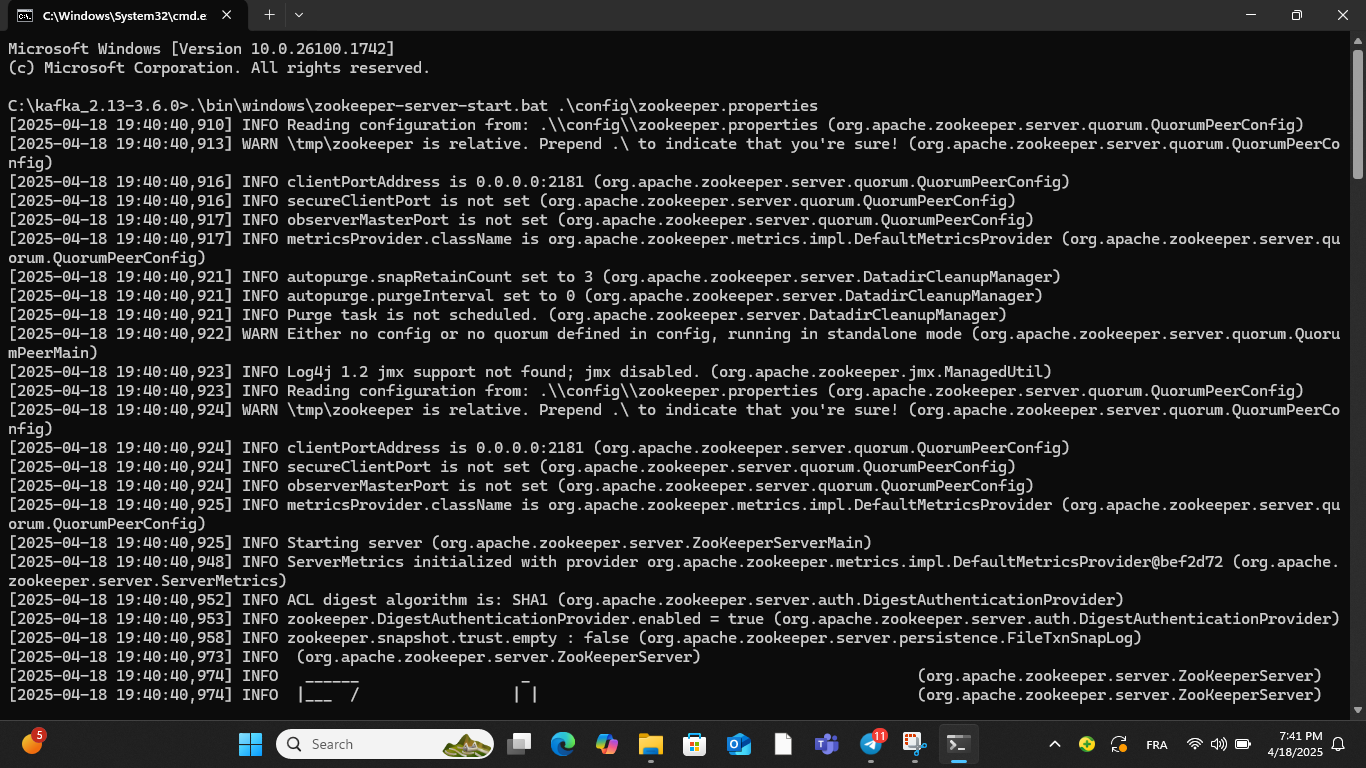 C:\Windows\System32\cmd.e
Microsoft Windows [Version 10.0.26100.1742]
(c) Microsoft Corporation. All rights reserved.
C:\kafka_2.13-3.6.0>.\bin\windows\zookeeper-server-start.bat .\config\zookeeper.properties
[2025-04-18 19:40:40,910] INFO Reading configuration from: .\\config\\zookeeper.properties (org.apache.zookeeper.server.quorum.QuorumPeerConfig)
[2025-04-18 19:40:40,913] WARN \tmp\zookeeper is relative. Prepend .\ to indicate that you're sure! (org.apache.zookeeper.server.quorum.QuorumPeerCo
nfig)
[2025-04-18 19:40:40,916] INFO clientPortAddress is 0.0.0.0:2181 (org.apache.zookeeper.server.quorum.QuorumPeerConfig)
[2025-04-18 19:40:40,916] INFO secureClientPort is not set (org.apache.zookeeper.server.quorum.QuorumPeerConfig)
[2025-04-18 19:40:40,917] INFO observerMasterPort is not set (org.apache.zookeeper.server.quorum.QuorumPeerConfig)
[2025-04-18 19:40:40,917] INFO metricsProvider.className is org.apache.zookeeper.metrics.impl.DefaultMetricsProvider (org.apache.zookeeper.server.qu
orum.QuorumPeerConfig)
[2025-04-18 19:40:40,921] INFO autopurge.snapRetainCount set to 3 (org.apache.zookeeper.server.DatadirCleanupManager)
[2025-04-18 19:40:40,921] INFO autopurge.purgeInterval set to 0 (org.apache.zookeeper.server.DatadirCleanupManager)
[2025-04-18 19:40:40,921] INFO Purge task is not scheduled. (org.apache.zookeeper.server.DatadirCleanupManager)
[2025-04-18 19:40:40,922] WARN Either no config or no quorum defined in config, running in standalone mode (org.apache.zookeeper.server.quorum.Quoru
mPeerMain)
[2025-04-18 19:40:40,923] INFO Log4j 1.2 jmx support not found; jmx disabled. (org.apache.zookeeper.jmx.ManagedUtil)
[2025-04-18 19:40:40,923] INFO Reading configuration from: .\\config\\zookeeper.properties (org.apache.zookeeper.server.quorum.QuorumPeerConfig)
[2025-04-18 19:40:40,924] WARN \tmp\zookeeper is relative. Prepend .\ to indicate that you're sure! (org.apache.zookeeper.server.quorum.QuorumPeerCo
nfig)
[2025-04-18 19:40:40,924] INFO clientPortAddress is 0.0.0.0:2181 (org.apache.zookeeper.server.quorum.QuorumPeerConfig)
[2025-04-18 19:40:40,924] INFO secureClientPort is not set (org.apache.zookeeper.server.quorum.QuorumPeerConfig)
[2025-04-18 19:40:40,924] INFO observerMasterPort is not set (org.apache.zookeeper.server.quorum.QuorumPeerConfig)
[2025-04-18 19:40:40,925] INFO metricsProvider.className is org.apache.zookeeper.metrics.impl.DefaultMetricsProvider (org.apache.zookeeper.server.qu
orum.QuorumPeerConfig)
[2025-04-18 19:40:40,925] INFO Starting server (org.apache.zookeeper.server.ZooKeeperServerMain)
[2025-04-18 19:40:40,948] INFO ServerMetrics initialized with provider org.apache.zookeeper.metrics.impl.DefaultMetricsProvider@bef2d72 (org.apache.
zookeeper.server.ServerMetrics)
[2025-04-18 19:40:40,952] INFO ACL digest algorithm is: SHA1 (org.apache.zookeeper.server.auth.DigestAuthenticationProvider)
[2025-04-18 19:40:40,953] INFO zookeeper.DigestAuthenticationProvider.enabled = true (org.apache.zookeeper.server.auth.DigestAuthenticationProvider)
[2025-04-18 19:40:40,958] INFO zookeeper.snapshot.trust.empty : false (org.apache.zookeeper.server.persistence.FileTxnSnapLog)
[2025-04-18 19:40:40,973] INFO  (org.apache.zookeeper.server.ZooKeeperServer)
[2025-04-18 19:40:40,974] INFO   ______                  _                                           (org.apache.zookeeper.server.ZooKeeperServer)
[2025-04-18 19:40:40,974] INFO  |___  /                 | |                                          (org.apache.zookeeper.server.ZooKeeperServer)
5
Search
11
FRA
7:41 PM
4/18/2025